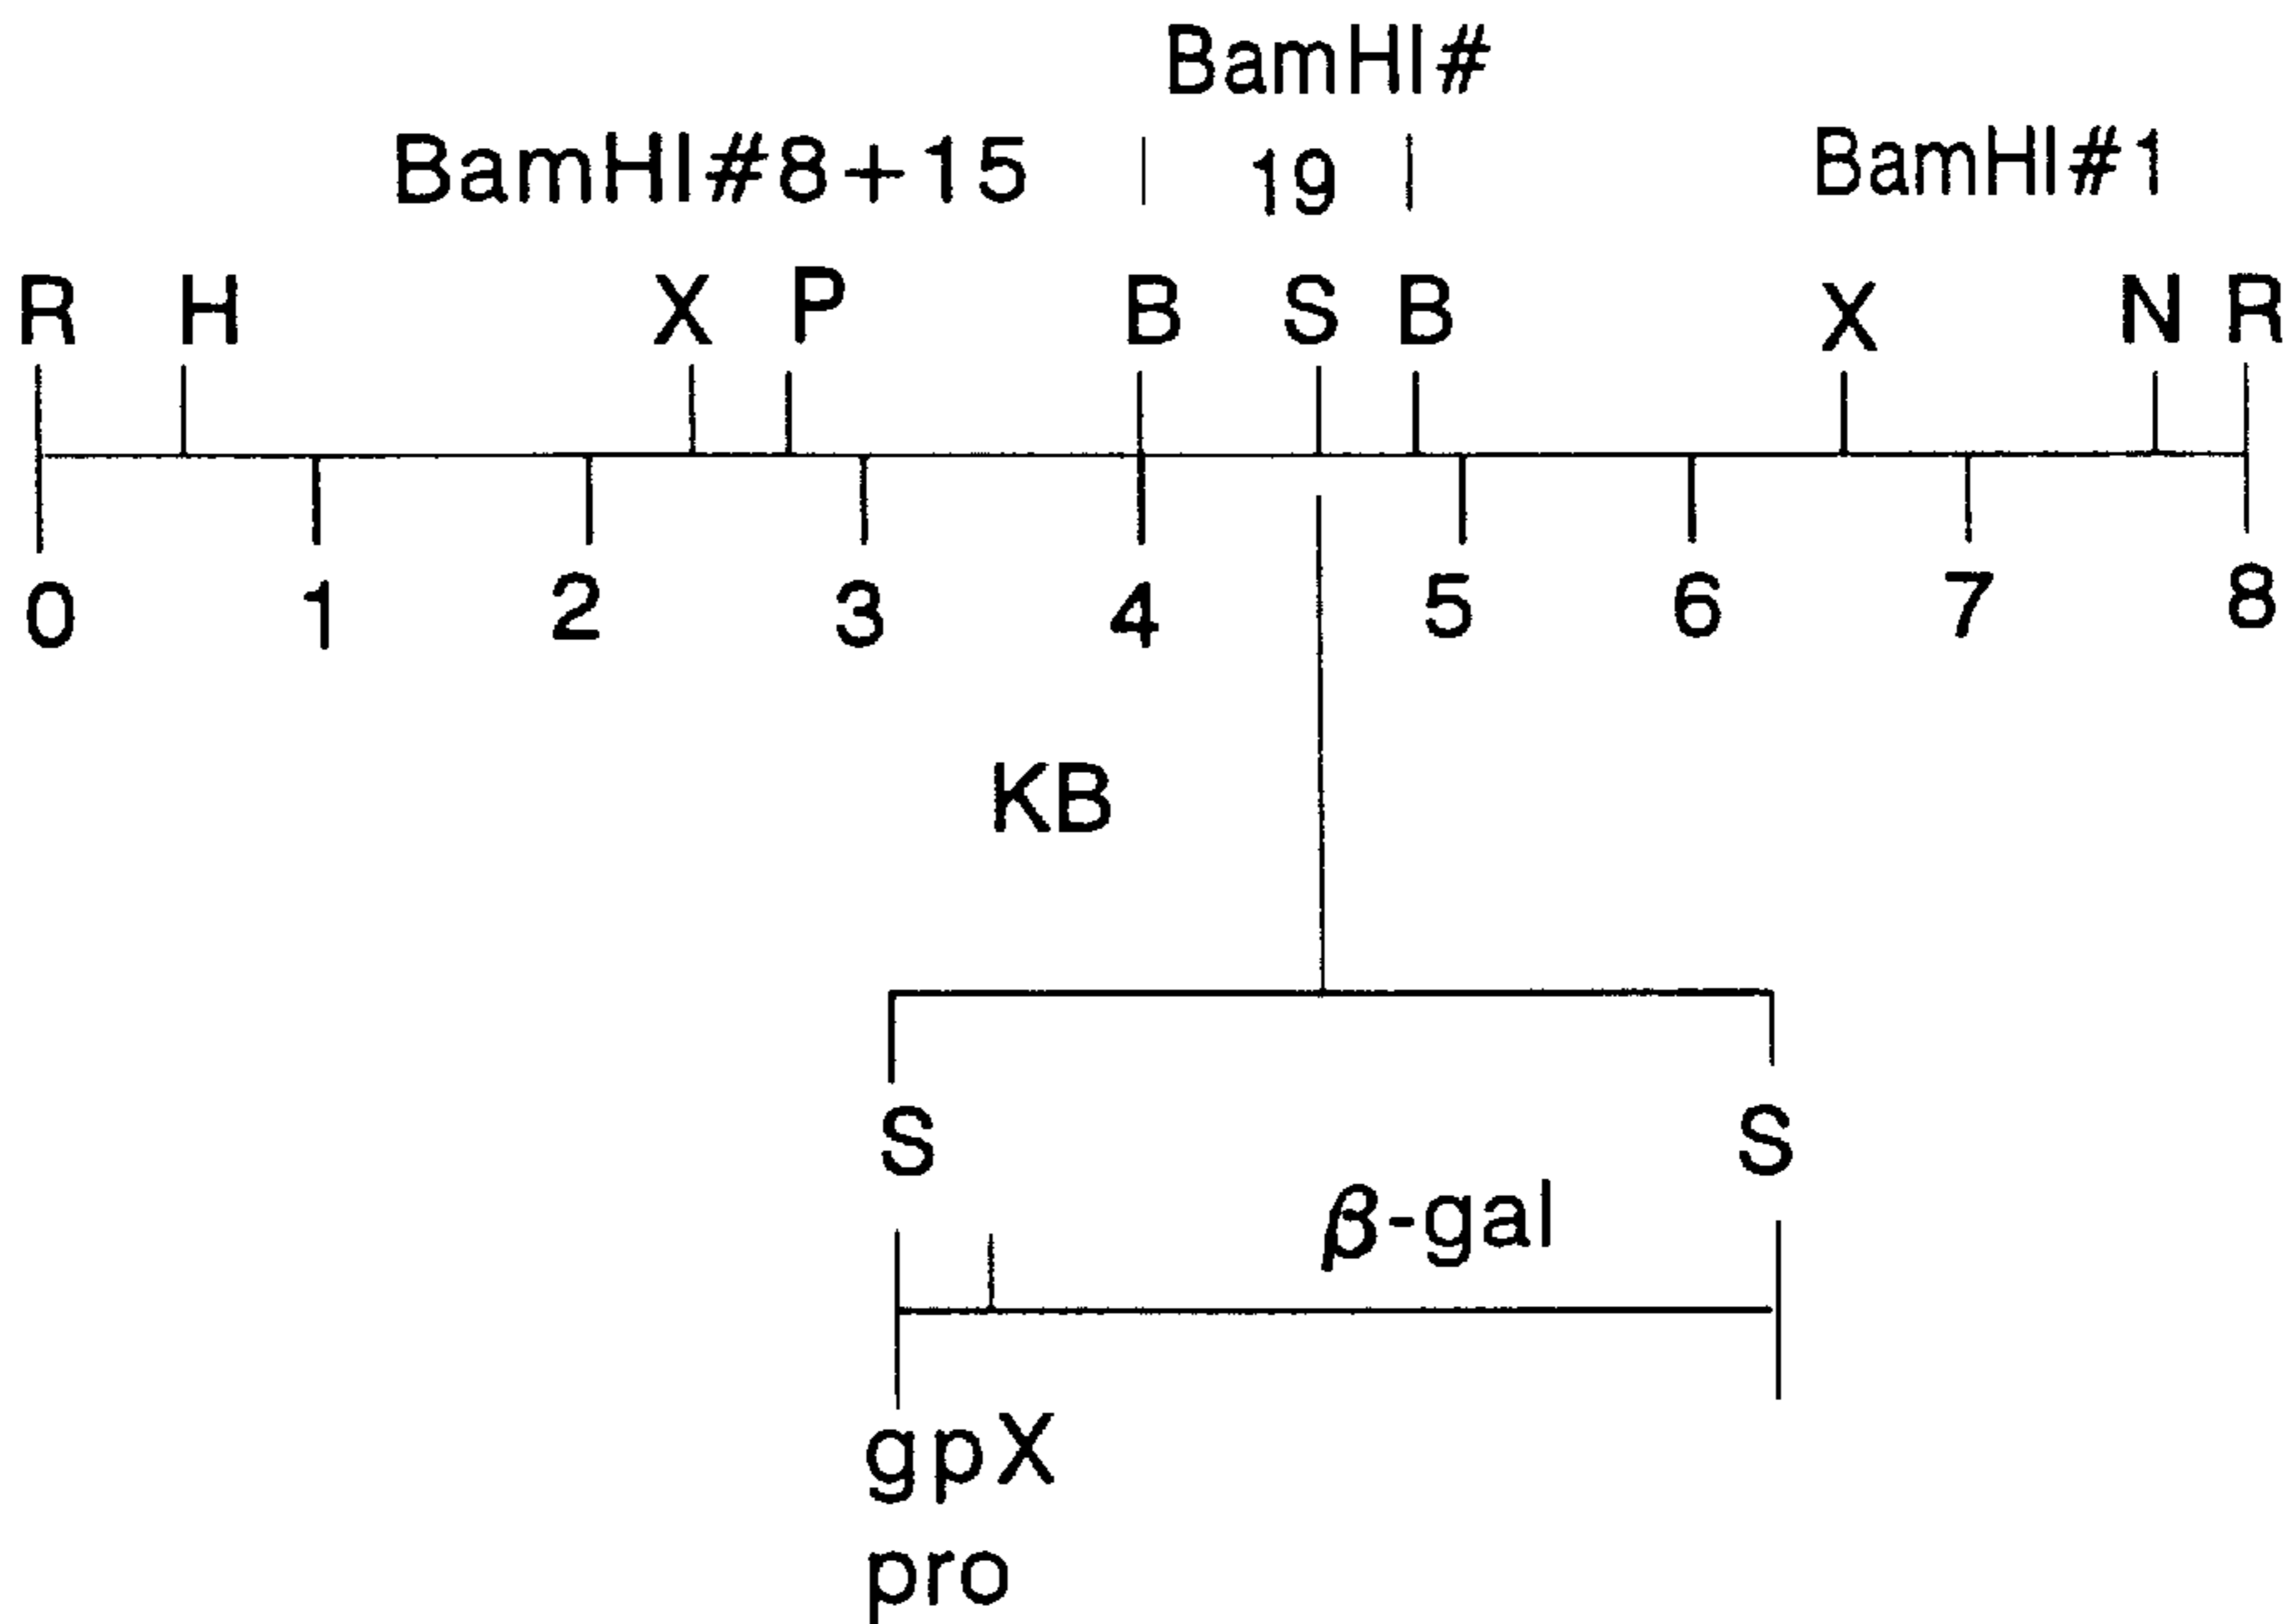 BamHI#
BamHI#8+15 | 19 | BamHI#1
R H X P B S B X N R
0 1 2 3 4 5 6 7 8
KB
S S
β-gal
gpX
pro